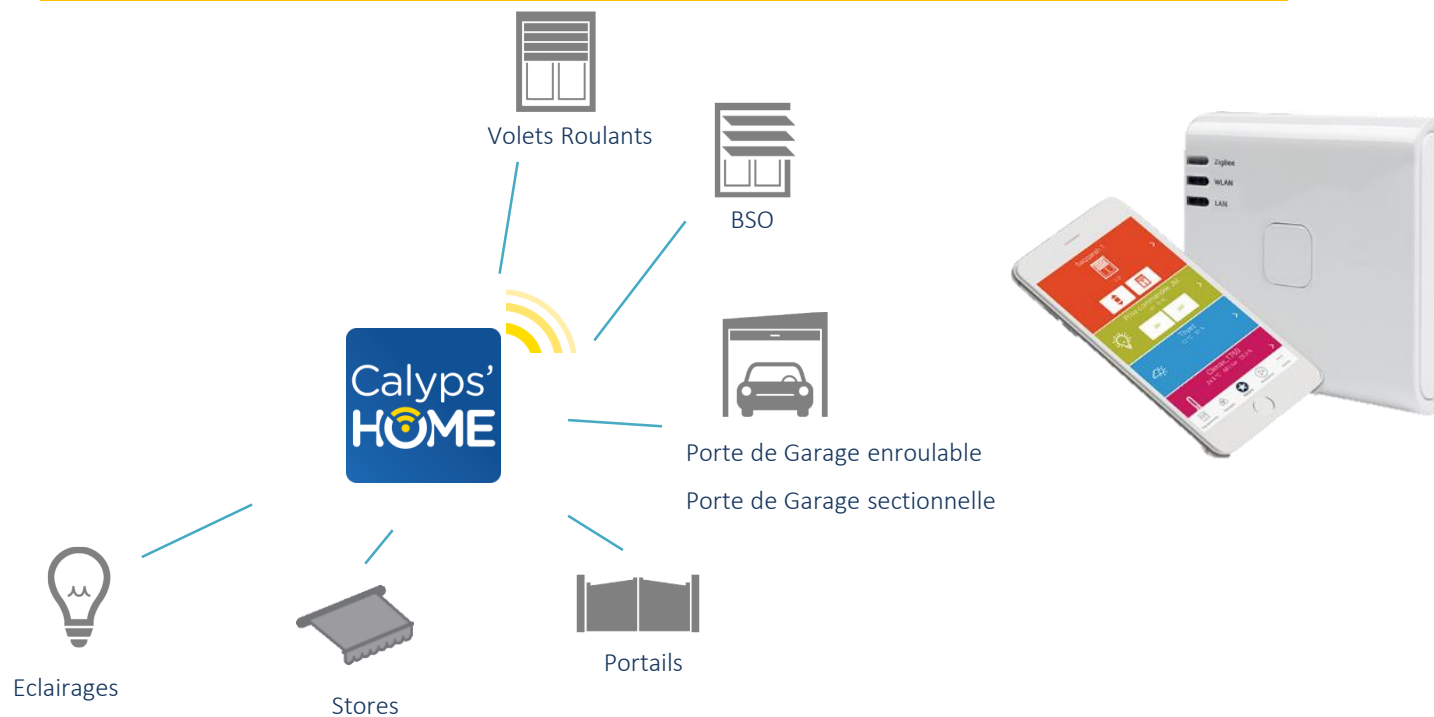 Volets Roulants
BSO
ZigBee
WLAN
LAN
Calyps'
HOME
Porte de Garage enroulable
Porte de Garage sectionnelle
Eclairages
Stores
Portails